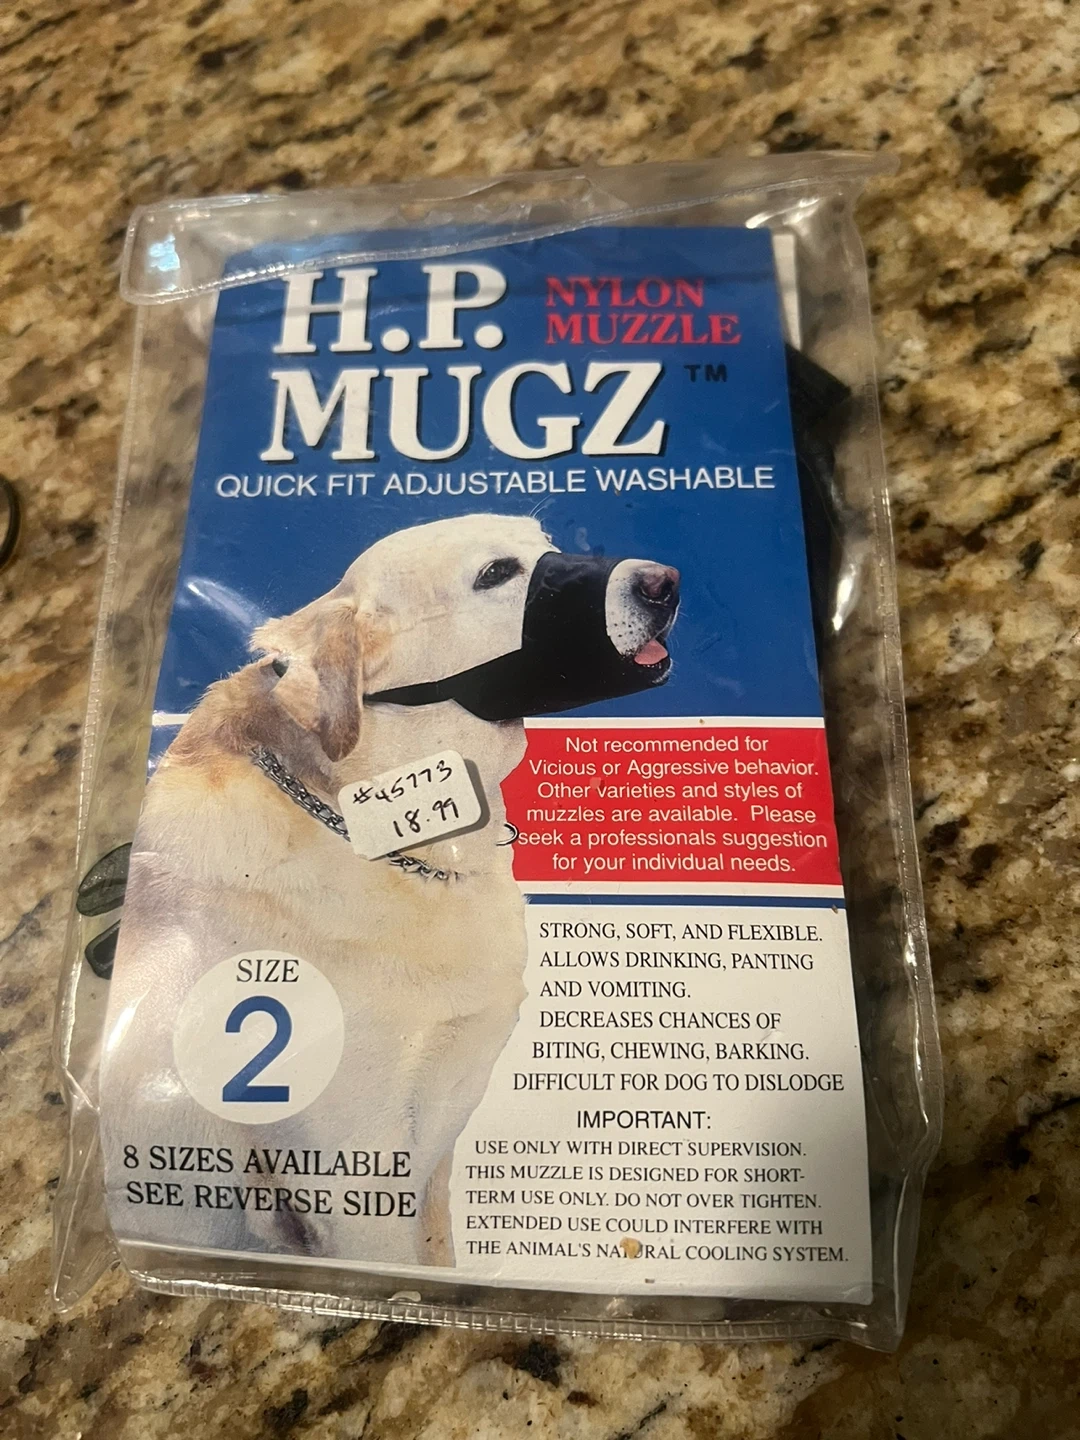 H.P.
NYLON
MUZZLE
MUGZ TM
QUICK FIT ADJUSTABLE WASHABLE
Not recommended for
Vicious or Aggressive behavior.
Other varieties and styles of
muzzles are available. Please
seek a professionals suggestion
for your individual needs.
#45773
18.99
STRONG, SOFT, AND FLEXIBLE.
ALLOWS DRINKING, PANTING
AND VOMITING.
DECREASES CHANCES OF
BITING, CHEWING, BARKING.
DIFFICULT FOR DOG TO DISLODGE
SIZE
2
IMPORTANT:
USE ONLY WITH DIRECT SUPERVISION.
THIS MUZZLE IS DESIGNED FOR SHORT-
TERM USE ONLY. DO NOT OVER TIGHTEN.
EXTENDED USE COULD INTERFERE WITH
THE ANIMAL'S NATURAL COOLING SYSTEM.
8 SIZES AVAILABLE
SEE REVERSE SIDE